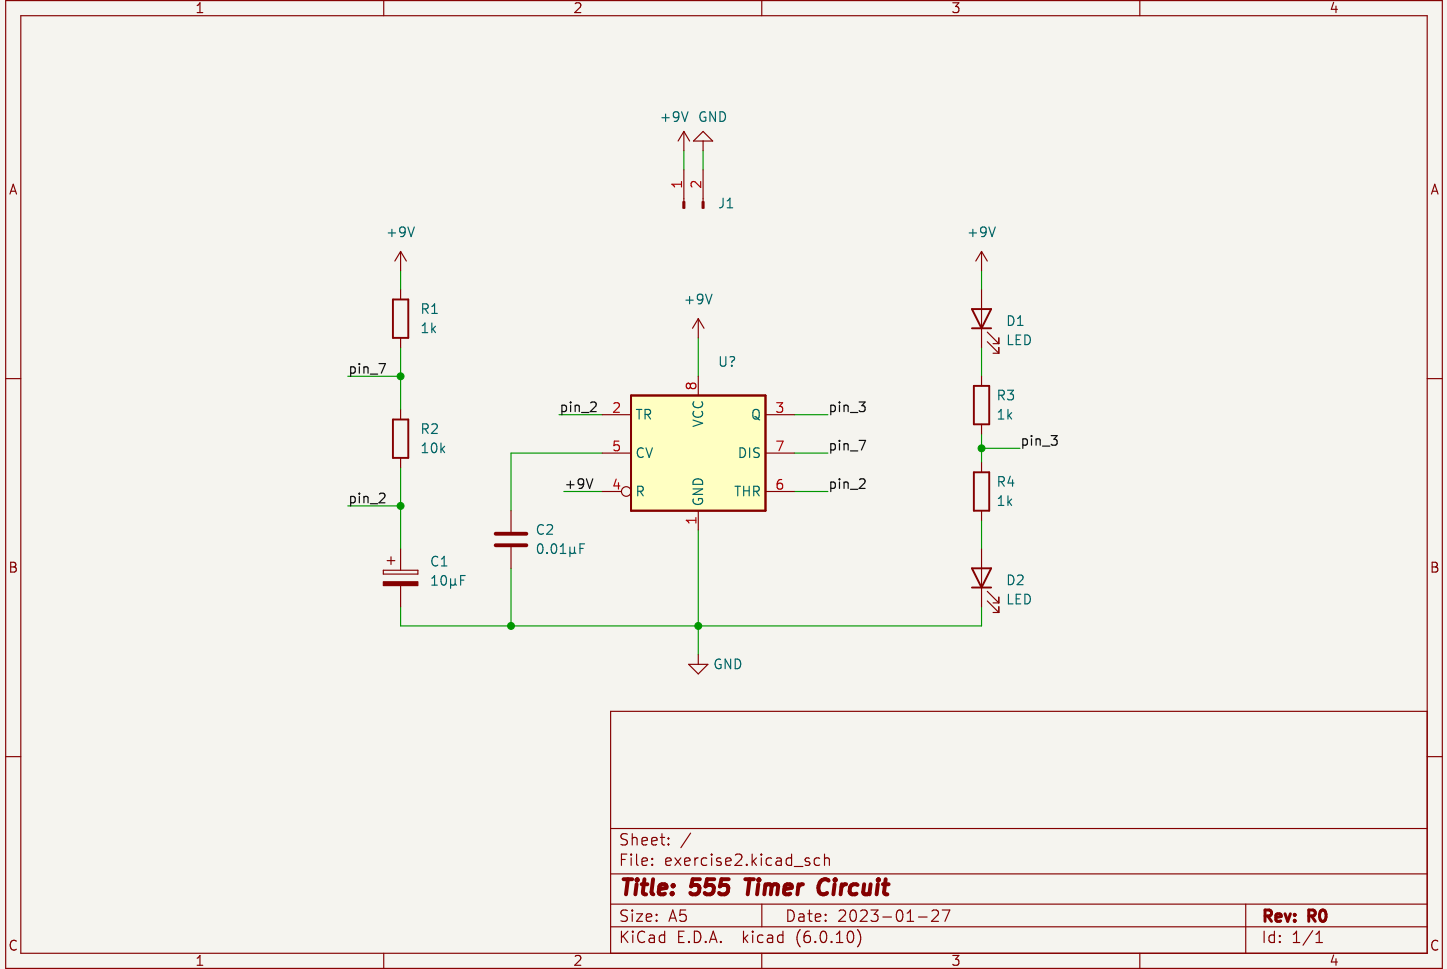 1 2 3 4
+9V GND
A A
1 2
J1
+9V +9V
+9V
R1
1k
D1
LED
U?
pin_7
8
R3
1k
pin_2 2 TR VCC Q 3 pin_3
R2
10k
pin_3
5 CV DIS 7 pin_7
+9V 4 R GND THR 6 pin_2
R4
1k
pin_2
1
C2
0.01µF
+ C1
10µF
B B
D2
LED
GND
Sheet: /
File: exercise2.kicad_sch
Title: 555 Timer Circuit
Size: A5 Date: 2023-01-27 Rev: R0
KiCad E.D.A. kicad (6.0.10) Id: 1/1
C C
1 2 3 4